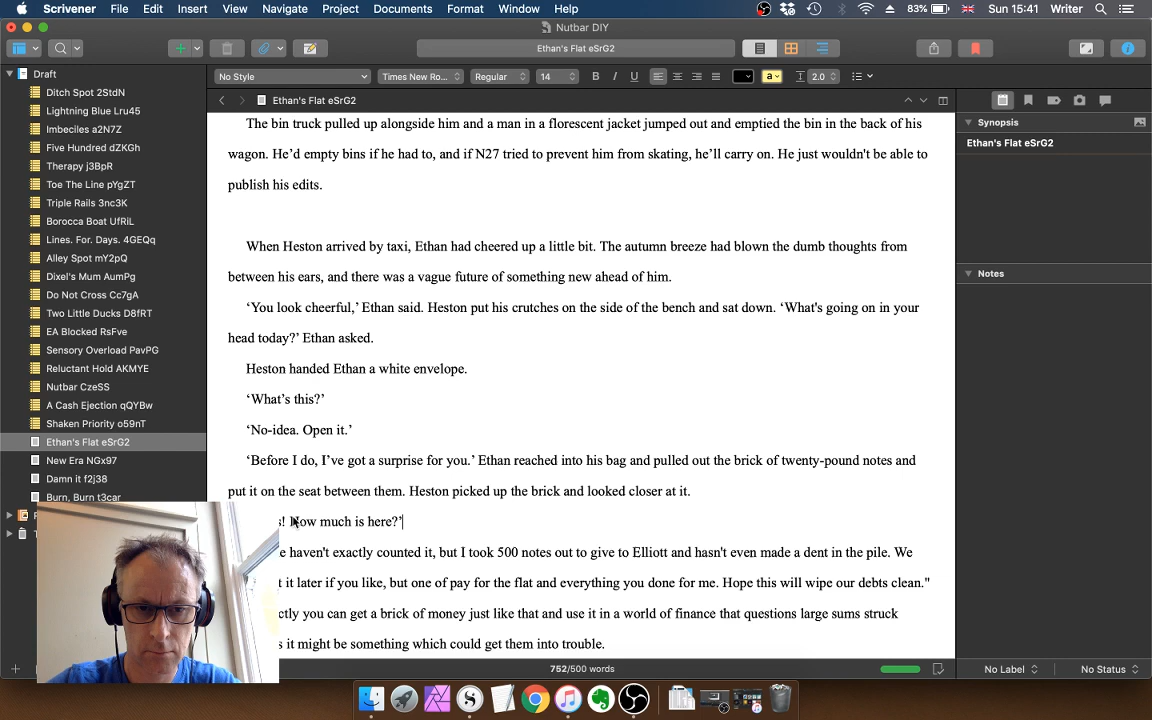 Scrivener File Edit Insert View Navigate Project Documents Format Window Help 83% Sun 15:41 Writer
Nutbar DIY
Ethan's Flat eSrG2
No Style Times New Ro... Regular 14 B I U a 2.0
Draft
Ditch Spot 2StdN
Lightning Blue Lru45
Imbeciles a2N7Z
Five Hundred dZKGh
Therapy j3BpR
Toe The Line pYgZT
Triple Rails 3nc3K
Borocca Boat UfRiL
Lines. For. Days. 4GEQq
Alley Spot mY2pQ
Dixel's Mum AumPg
Do Not Cross Cc7gA
Two Little Ducks D8fRT
EA Blocked RsFve
Sensory Overload PavPG
Reluctant Hold AKMYE
Nutbar CzeSS
A Cash Ejection qQYBw
Shaken Priority o59nT
Ethan's Flat eSrG2
New Era NGx97
Damn it f2j38
Burn, Burn t3car
Ethan's Flat eSrG2
The bin truck pulled up alongside him and a man in a florescent jacket jumped out and emptied the bin in the back of his
wagon. He’d empty bins if he had to, and if N27 tried to prevent him from skating, he’ll carry on. He just wouldn't be able to
publish his edits.
When Heston arrived by taxi, Ethan had cheered up a little bit. The autumn breeze had blown the dumb thoughts from
between his ears, and there was a vague future of something new ahead of him.
‘You look cheerful,’ Ethan said. Heston put his crutches on the side of the bench and sat down. ‘What's going on in your
head today?’ Ethan asked.
Heston handed Ethan a white envelope.
‘What’s this?’
‘No-idea. Open it.’
‘Before I do, I’ve got a surprise for you.’ Ethan reached into his bag and pulled out the brick of twenty-pound notes and
put it on the seat between them. Heston picked up the brick and looked closer at it.
How much is here?’
haven't exactly counted it, but I took 500 notes out to give to Elliott and hasn't even made a dent in the pile. We
it later if you like, but one of pay for the flat and everything you done for me. Hope this will wipe our debts clean."
you can get a brick of money just like that and use it in a world of finance that questions large sums struck
it might be something which could get them into trouble.
752/500 words
Synopsis
Ethan's Flat eSrG2
Notes
No Label No Status